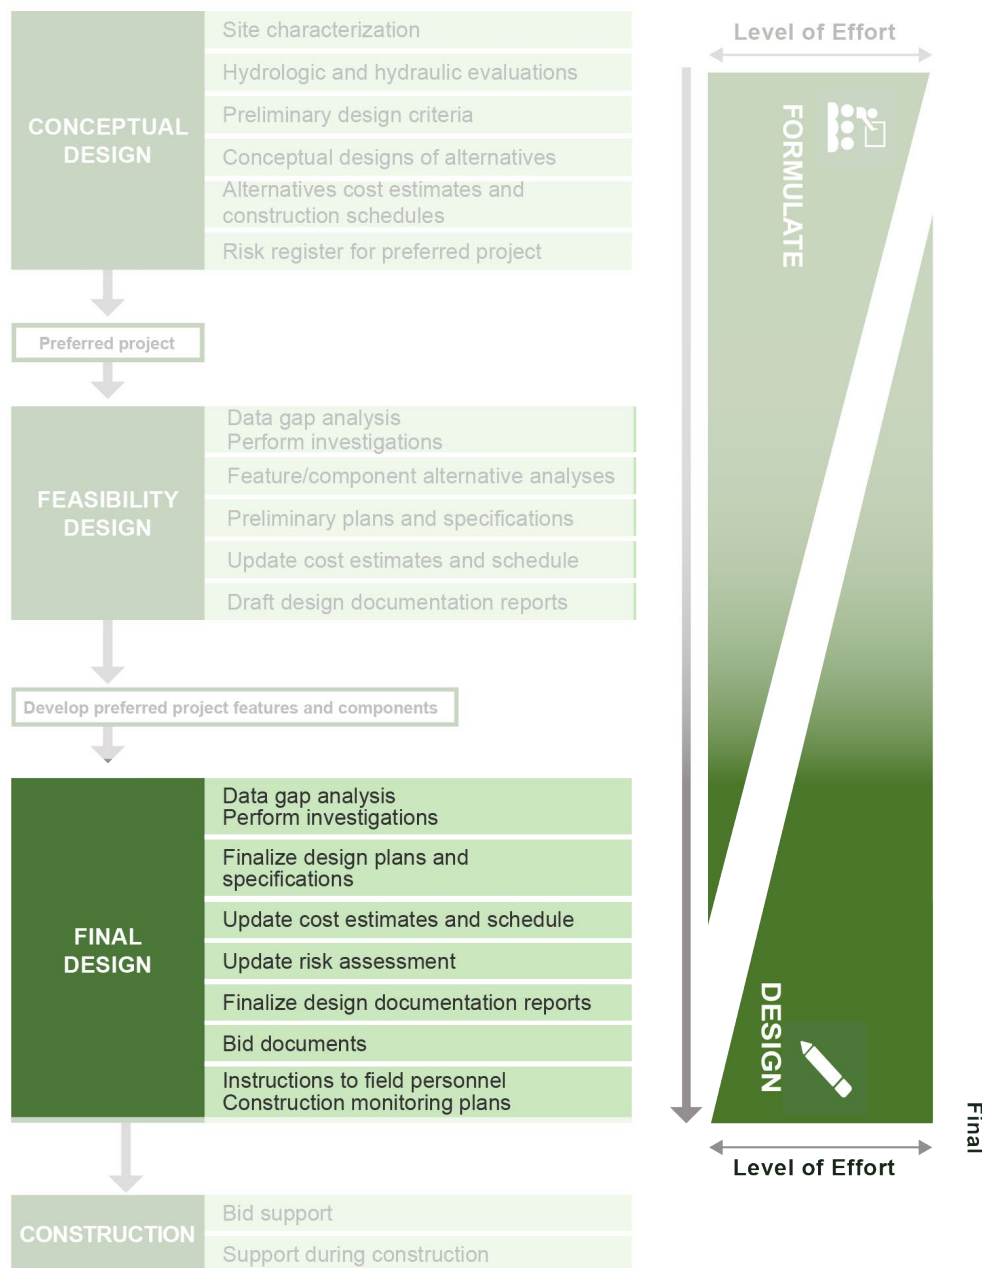 CONCEPTUAL
DESIGN
Site characterization
Hydrologic and hydraulic evaluations
Preliminary design criteria
Conceptual designs of alternatives
Alternatives cost estimates and
construction schedules
Risk register for preferred project
Preferred project
FEASIBILITY
DESIGN
Data gap analysis
Perform investigations
Feature/component alternative analyses
Preliminary plans and specifications
Update cost estimates and schedule
Draft design documentation reports
Develop preferred project features and components
FINAL
DESIGN
Data gap analysis
Perform investigations
Finalize design plans and
specifications
Update cost estimates and schedule
Update risk assessment
Finalize design documentation reports
Bid documents
Instructions to field personnel
Construction monitoring plans
CONSTRUCTION
Bid support
Support during construction
Level of Effort
FORMULATE
DESIGN
Level of Effort
Final